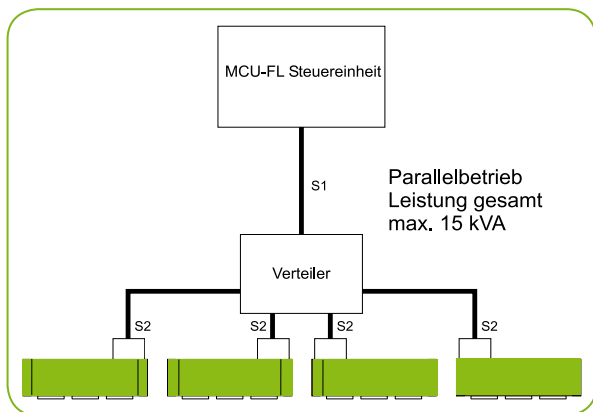 MCU-FL Steuereinheit
S1
Parallelbetrieb
Leistung gesamt
max. 15 kVA
Verteiler
S2
S2
S2
S2